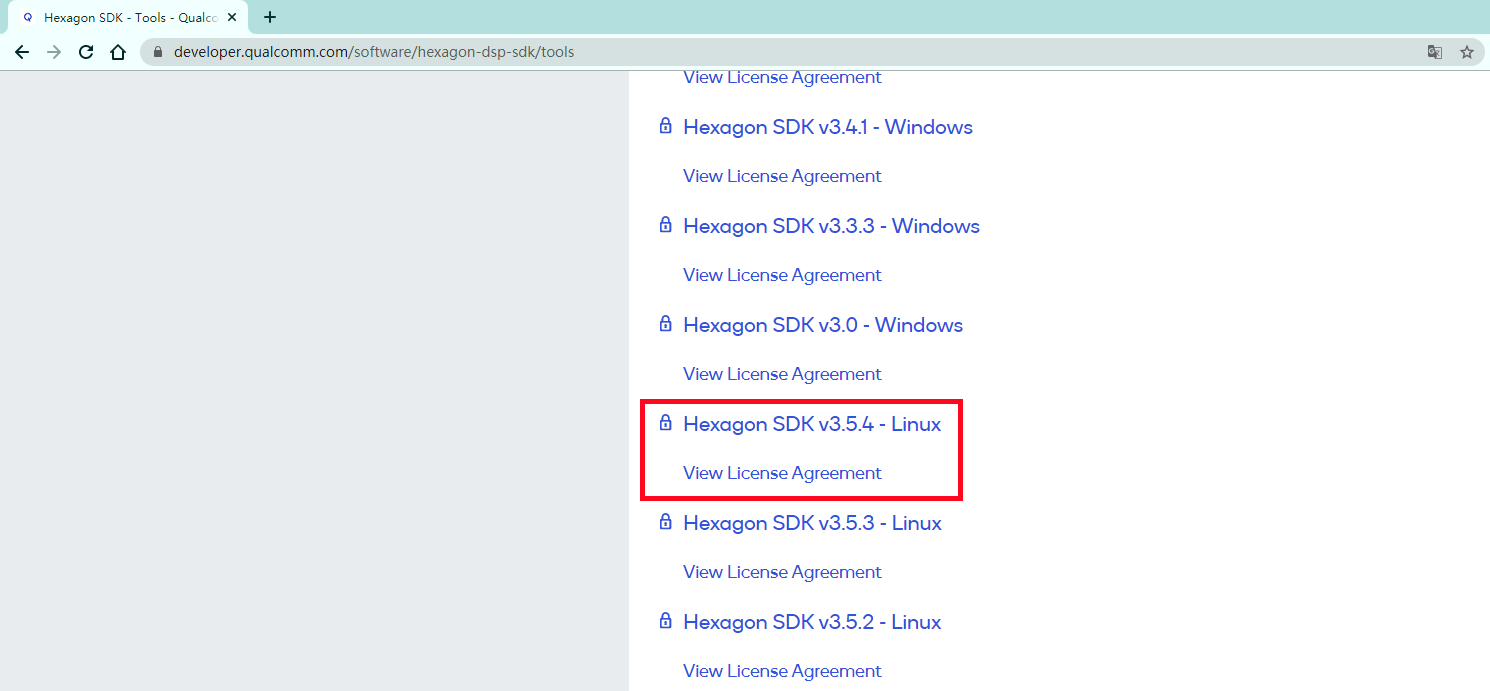 Hexagon SDK - Tools - Qualco
developer.qualcomm.com/software/hexagon-dsp-sdk/tools
View License Agreement
Hexagon SDK v3.4.1 - Windows
View License Agreement
Hexagon SDK v3.3.3 - Windows
View License Agreement
Hexagon SDK v3.0 - Windows
View License Agreement
Hexagon SDK v3.5.4 - Linux
View License Agreement
Hexagon SDK v3.5.3 - Linux
View License Agreement
Hexagon SDK v3.5.2 - Linux
View License Agreement